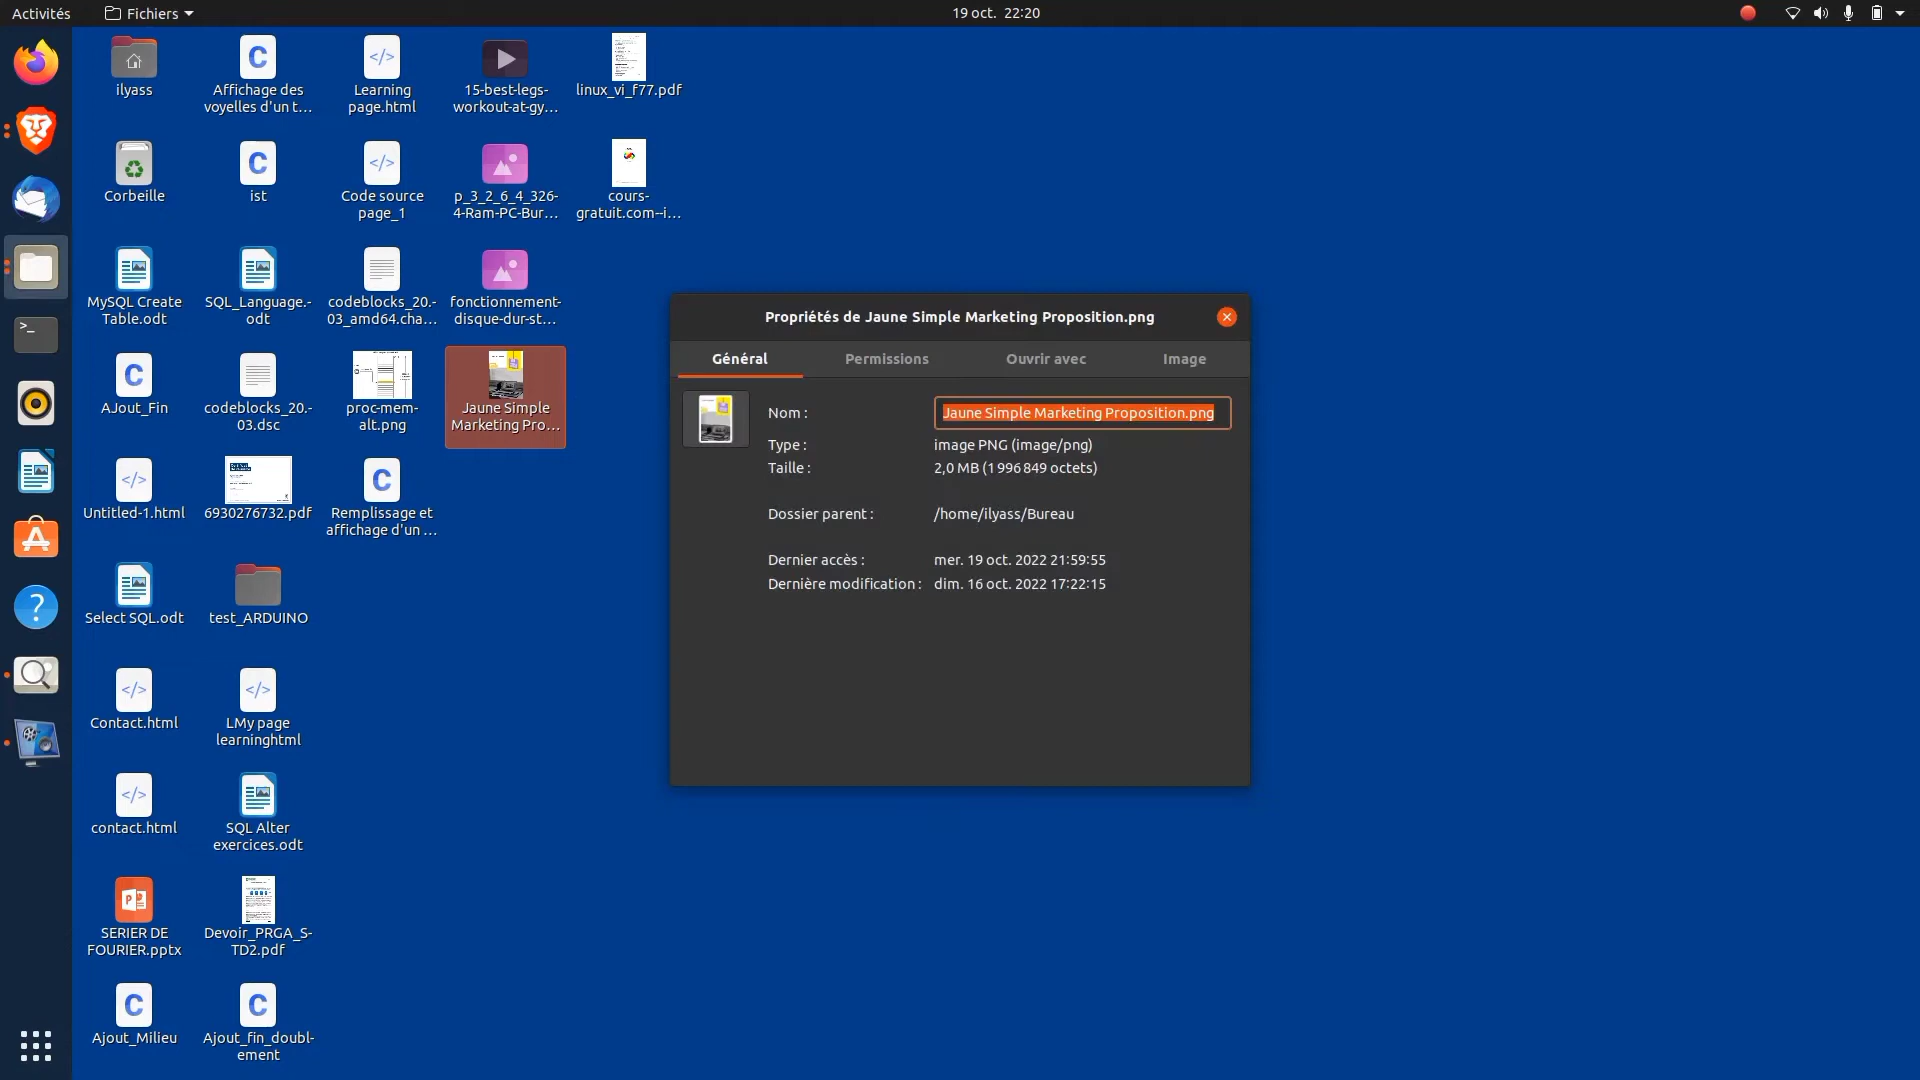 Activités
Fichiers
19 oct. 22:20
ilyass
Affichage des
voyelles d'un t...
Learning
page.html
15-best-legs-
workout-at-gy...
linux_vi_f77.pdf
Corbeille
ist
Code source
page_1
p_3_2_6_4_326-
4-Ram-PC-Bur...
cours-
gratuit.com--i...
MySQL Create
Table.odt
SQL_Language.-
odt
codeblocks_20.-
03_amd64.cha...
fonctionnement-
disque-dur-st...
AJout_Fin
codeblocks_20.-
03.dsc
proc-mem-
alt.png
Jaune Simple
Marketing Pro...
Untitled-1.html
6930276732.pdf
Remplissage et
affichage d'un ...
Select SQL.odt
test_ARDUINO
Contact.html
LMy page
learninghtml
contact.html
SQL Alter
exercices.odt
SERIER DE
FOURIER.pptx
Devoir_PRGA_S-
TD2.pdf
Ajout_Milieu
Ajout_fin_doubl-
ement
Propriétés de Jaune Simple Marketing Proposition.png
Général
Permissions
Ouvrir avec
Image
Nom :
Jaune Simple Marketing Proposition.png
Type :
image PNG (image/png)
Taille :
2,0 MB (1 996 849 octets)
Dossier parent :
/home/ilyass/Bureau
Dernier accès :
mer. 19 oct. 2022 21:59:55
Dernière modification :
dim. 16 oct. 2022 17:22:15